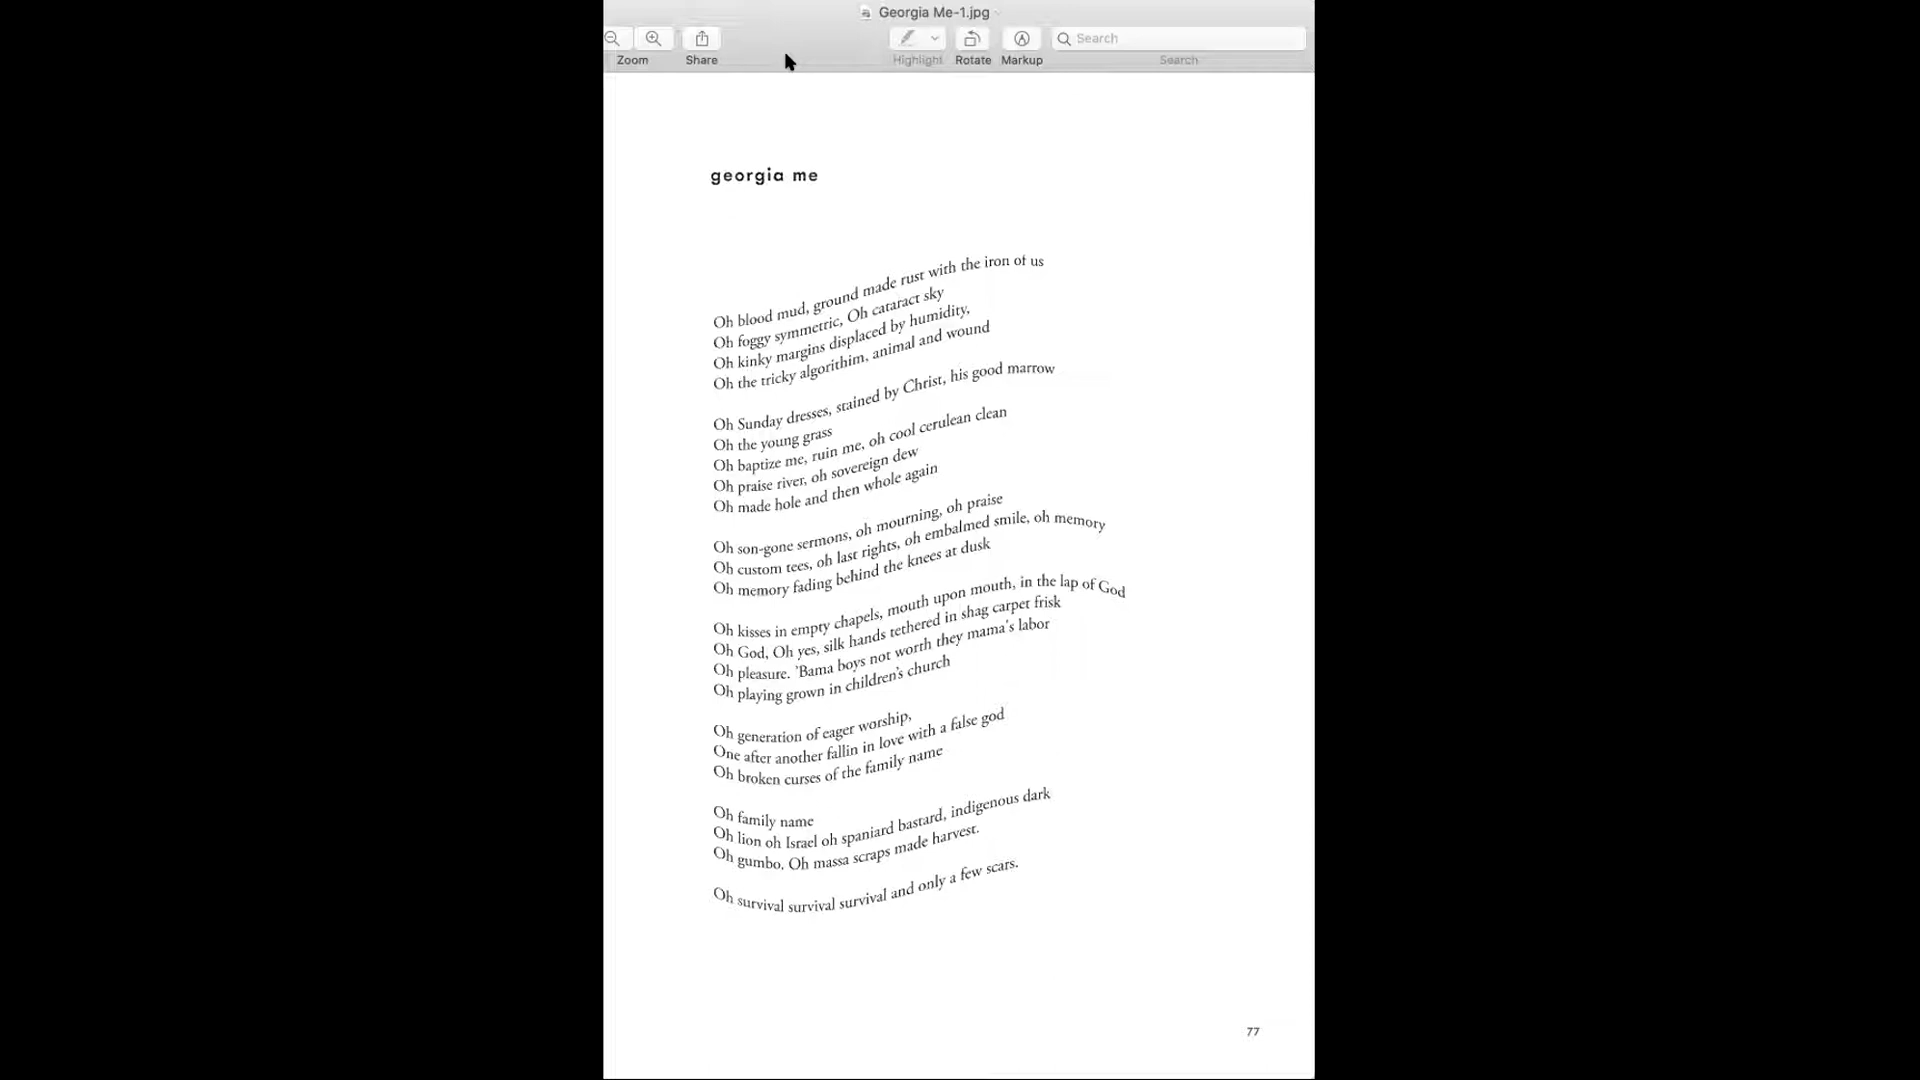 Georgia Me-1.jpg
Zoom
Share
Highlight
Rotate
Markup
Search
Search
georgia me
Oh blood mud, ground made rust with the iron of us
Oh foggy symmetric, Oh cataract sky
Oh kinky margins displaced by humidity,
Oh the tricky algorithim, animal and wound
Oh Sunday dresses, stained by Christ, his good marrow
Oh the young grass
Oh baptize me, ruin me, oh cool cerulean clean
Oh praise river, oh sovereign dew
Oh made hole and then whole again
Oh son-gone sermons, oh mourning, oh praise
Oh custom tees, oh last rights, oh embalmed smile, oh memory
Oh memory fading behind the knees at dusk
Oh kisses in empty chapels, mouth upon mouth, in the lap of God
Oh God, Oh yes, silk hands tethered in shag carpet frisk
Oh pleasure. 'Bama boys not worth they mama's labor
Oh playing grown in children's church
Oh generation of eager worship,
One after another fallin in love with a false god
Oh broken curses of the family name
Oh family name
Oh lion oh Israel oh spaniard bastard, indigenous dark
Oh gumbo, Oh massa scraps made harvest.
Oh survival survival survival and only a few scars.
77